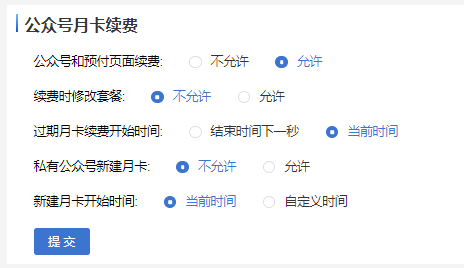 公众号月卡续费
公众号和预付页面续费: 不允许 允许
续费时修改套餐: 不允许 允许
过期月卡续费开始时间: 结束时间下一秒 当前时间
私有公众号新建月卡: 不允许 允许
新建月卡开始时间: 当前时间 自定义时间
提 交